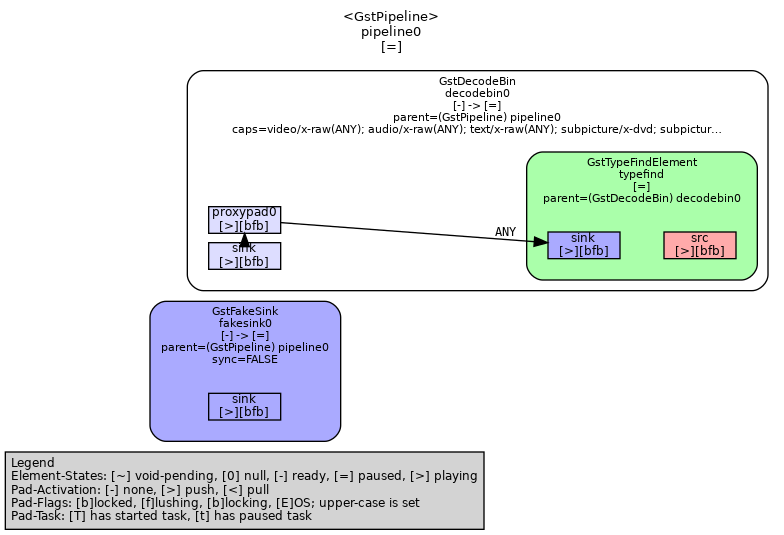 <GstPipeline>
pipeline0
[=]
GstDecodeBin
decodebin0
[-] -> [=]
parent=(GstPipeline) pipeline0
caps=video/x-raw(ANY); audio/x-raw(ANY); text/x-raw(ANY); subpicture/x-dvd; subpictur…
GstTypeFindElement
typefind
[=]
parent=(GstDecodeBin) decodebin0
proxypad0
[>][bfb]
sink
[>][bfb]
ANY
sink
[>][bfb]
src
[>][bfb]
GstFakeSink
fakesink0
[-] -> [=]
parent=(GstPipeline) pipeline0
sync=FALSE
sink
[>][bfb]
Legend
Element-States: [~] void-pending, [0] null, [-] ready, [=] paused, [>] playing
Pad-Activation: [-] none, [>] push, [<] pull
Pad-Flags: [b]locked, [f]lushing, [b]locking, [E]OS; upper-case is set
Pad-Task: [T] has started task, [t] has paused task